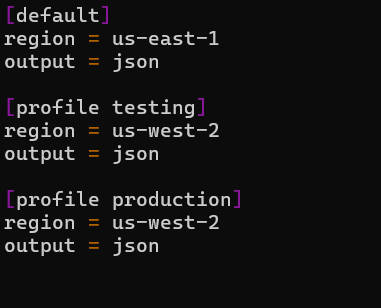 [default]
region = us-east-1
output = json
[profile testing]
region = us-west-2
output = json
[profile production]
region = us-west-2
output = json